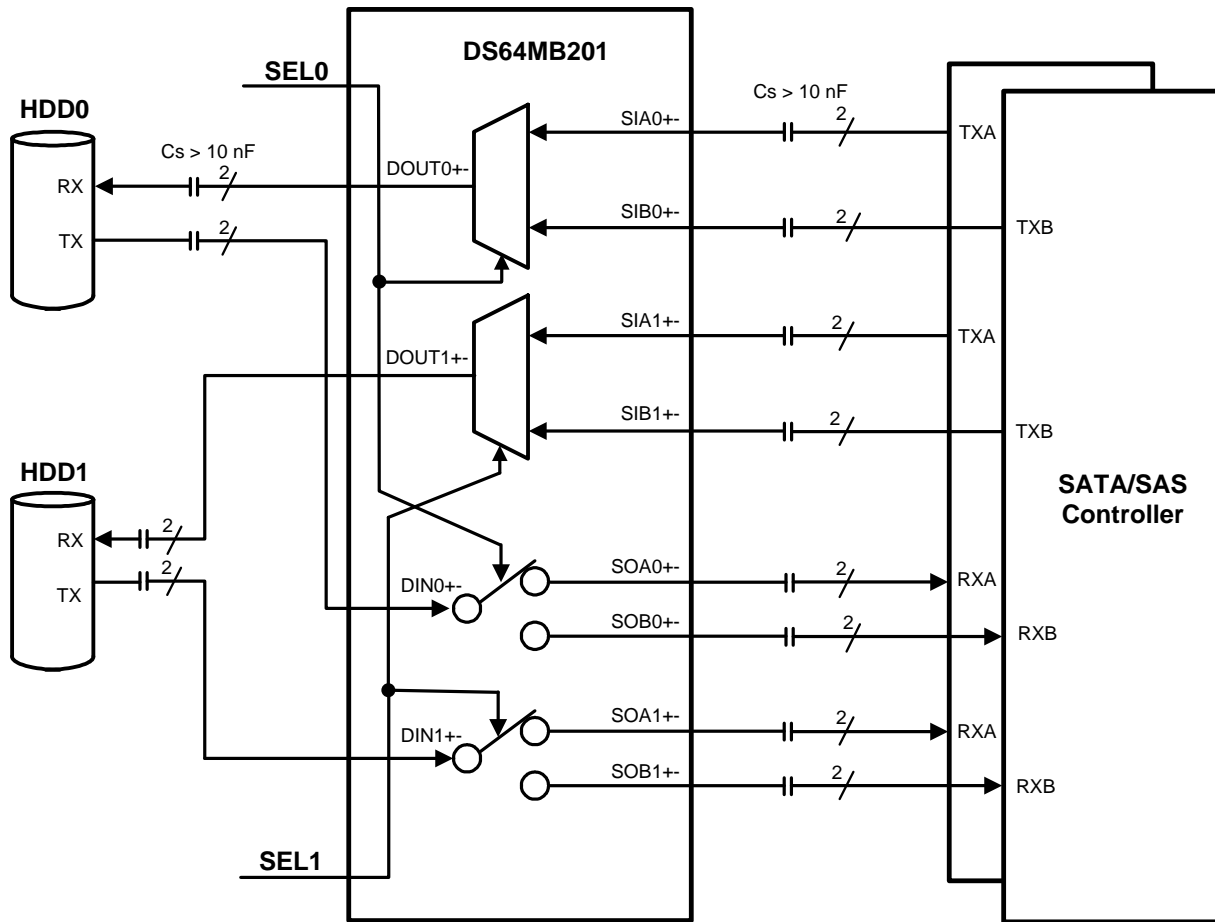 DS64MB201
SEL0
HDD0
Cs > 10 nF
Cs > 10 nF
SIA0+-
2
TXA
RX
2
DOUT0+-
TX
2
SIB0+-
2
TXB
SIA1+-
2
TXA
DOUT1+-
SIB1+-
2
TXB
HDD1
SATA/SAS
Controller
RX
2
TX
2
DIN0+-
SOA0+-
2
RXA
SOB0+-
2
RXB
DIN1+-
SOA1+-
2
RXA
SOB1+-
2
RXB
SEL1